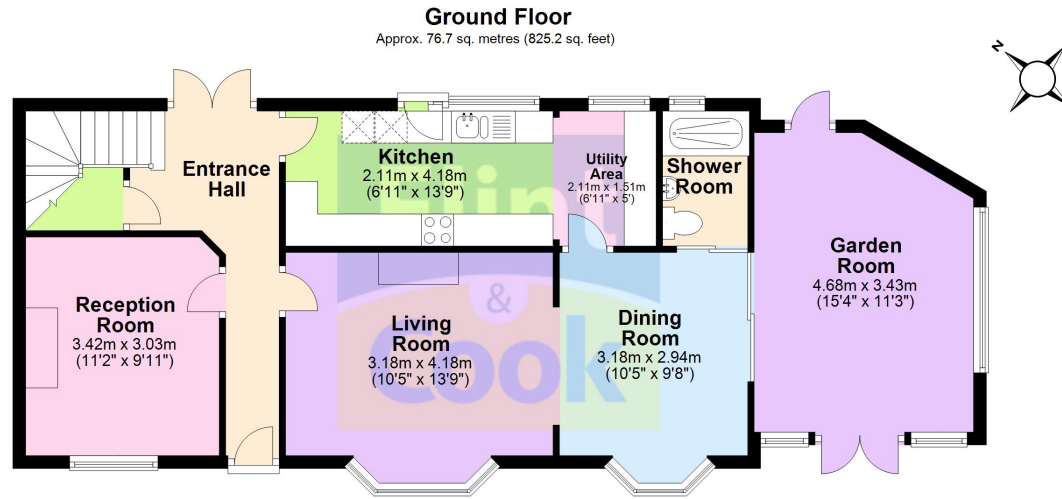 Ground Floor
Approx. 76.7 sq. metres (825.2 sq. feet)
N
Entrance
Hall
Kitchen
2.11m x 4.18m
(6'11" x 13'9")
Utility
Area
2.11m x 1.51m
(6'11" x 5')
Shower
Room
Garden
Room
4.68m x 3.43m
(15'4" x 11'3")
Reception
Room
3.42m x 3.03m
(11'2" x 9'11")
Living
Room
3.18m x 4.18m
(10'5" x 13'9")
Dining
Room
3.18m x 2.94m
(10'5" x 9'8")
Flint
&
Cook